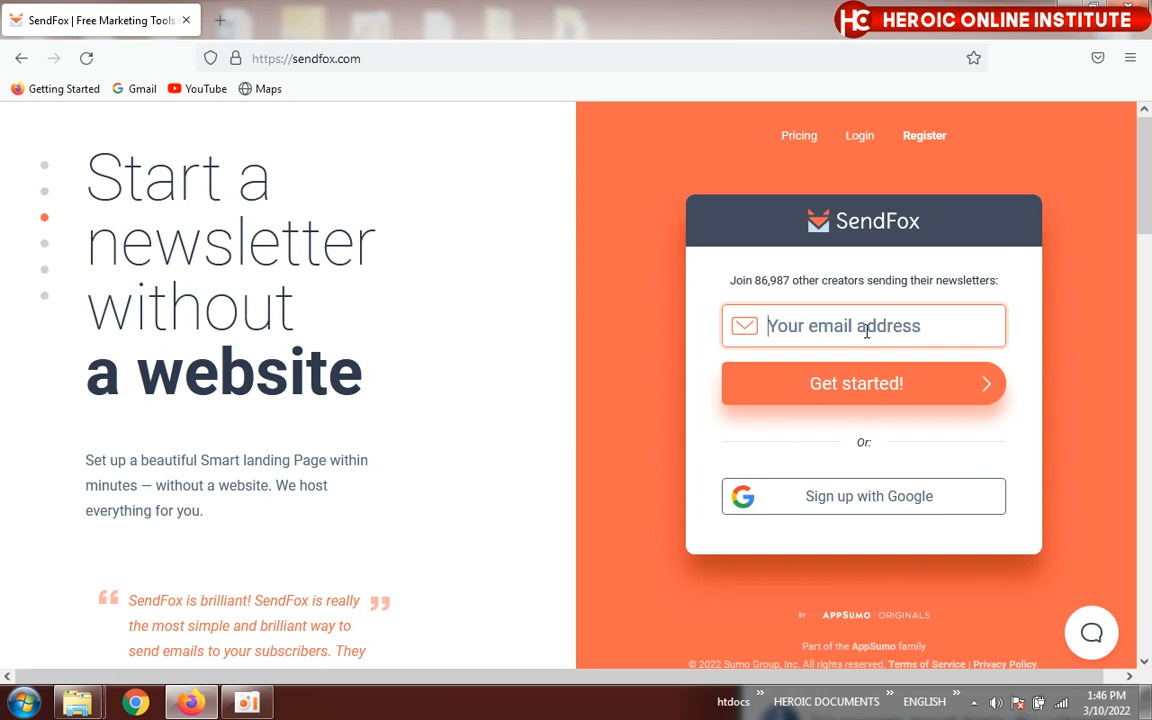 SendFox | Free Marketing Tools
HEROIC ONLINE INSTITUTE
HC
https://sendfox.com
Getting Started
Gmail
YouTube
Maps
Start a
newsletter
without
a website
Set up a beautiful Smart landing Page within
minutes — without a website. We host
everything for you.
SendFox is brilliant! SendFox is really
the most simple and brilliant way to
send emails to your subscribers. They
Pricing
Login
Register
SendFox
Join 86,987 other creators sending their newsletters:
Your email address
Get started!
Or:
Sign up with Google
BY APPSUMO ORIGINALS
Part of the AppSumo family
© 2022 Sumo Group, Inc. All rights reserved. Terms of Service | Privacy Policy.
htdocs
HEROIC DOCUMENTS
ENGLISH
1:46 PM
3/10/2022